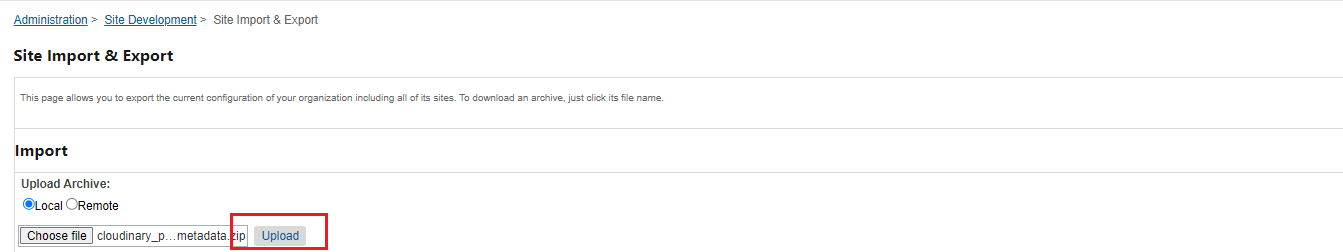 Administration > Site Development > Site Import & Export
Site Import & Export
This page allows you to export the current configuration of your organization including all of its sites. To download an archive, just click its file name.
Import
Upload Archive:
Local Remote
Choose file cloudinary_p…metadata.zip Upload